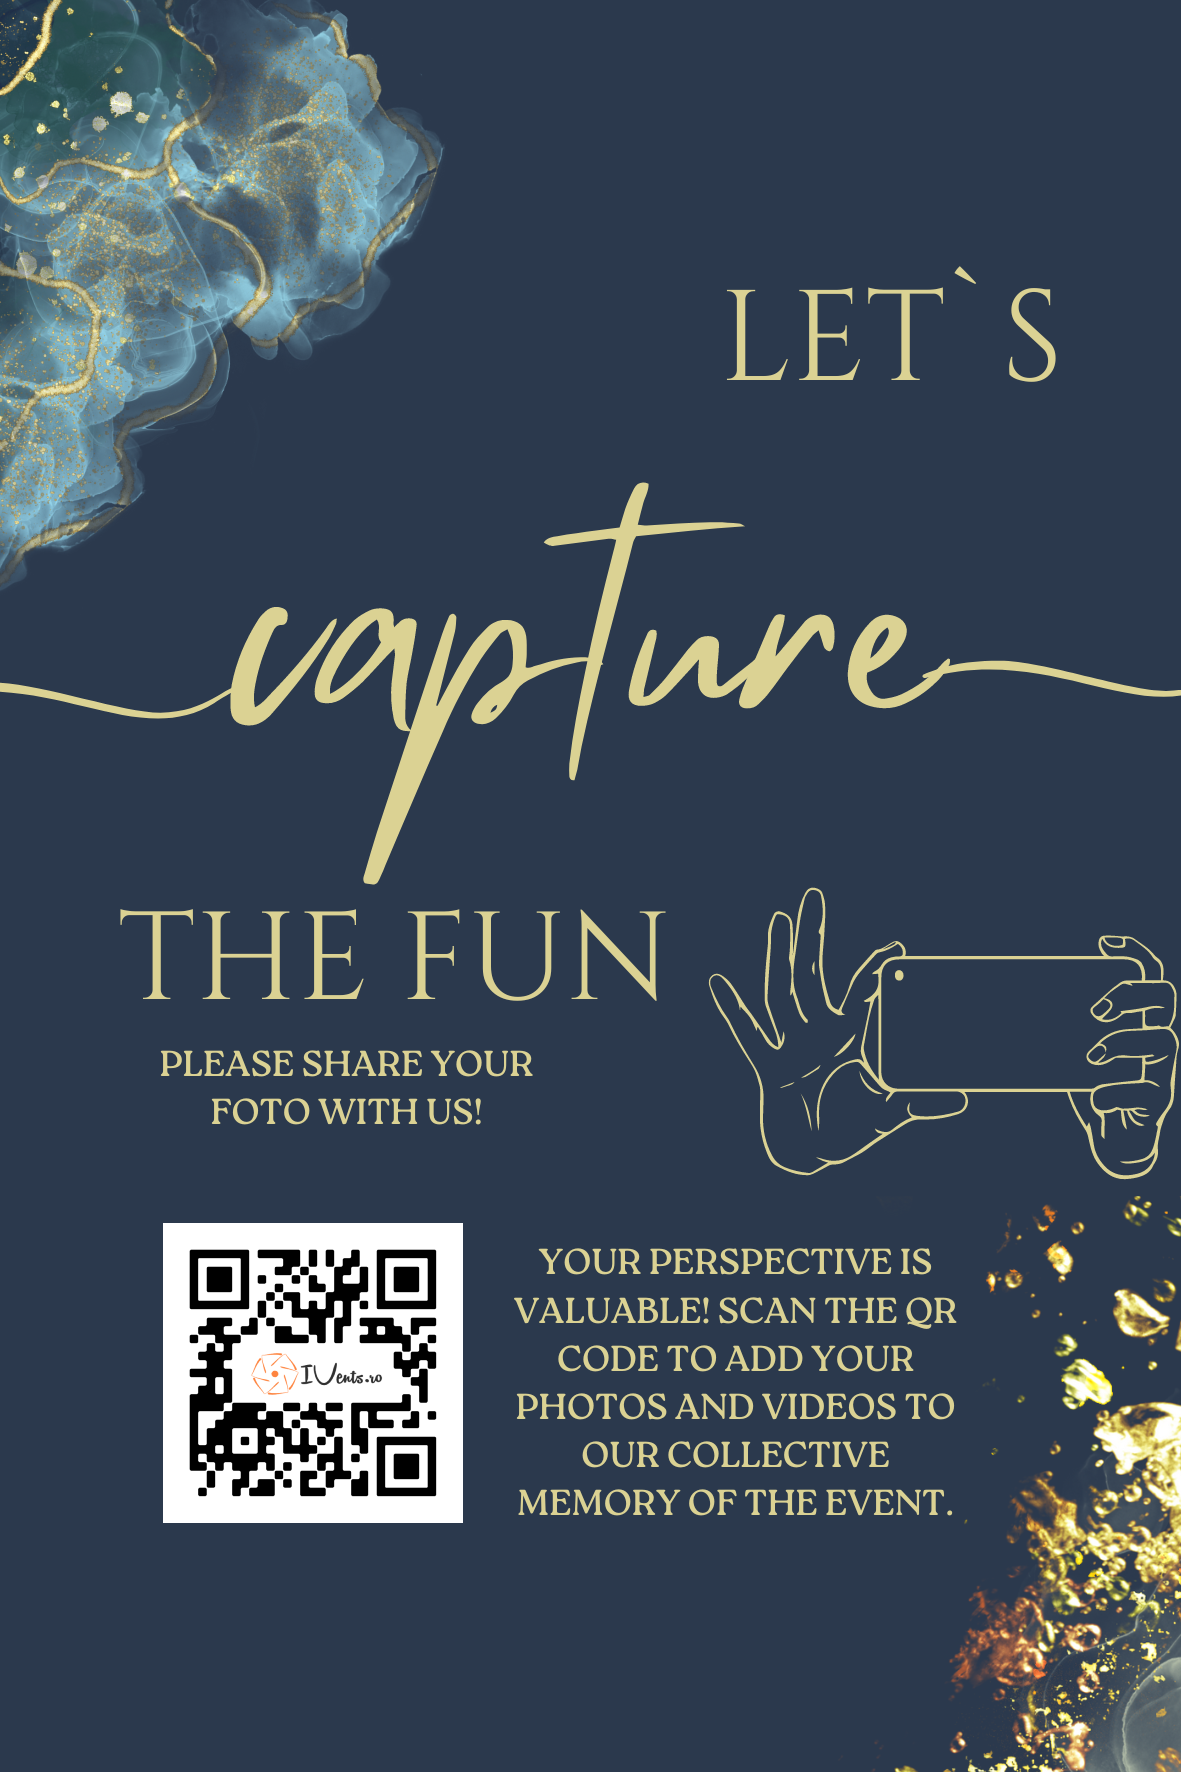 LET`S
capture
THE FUN
PLEASE SHARE YOUR
FOTO WITH US!
IVents.ro
YOUR PERSPECTIVE IS
VALUABLE! SCAN THE QR
CODE TO ADD YOUR
PHOTOS AND VIDEOS TO
OUR COLLECTIVE
MEMORY OF THE EVENT.